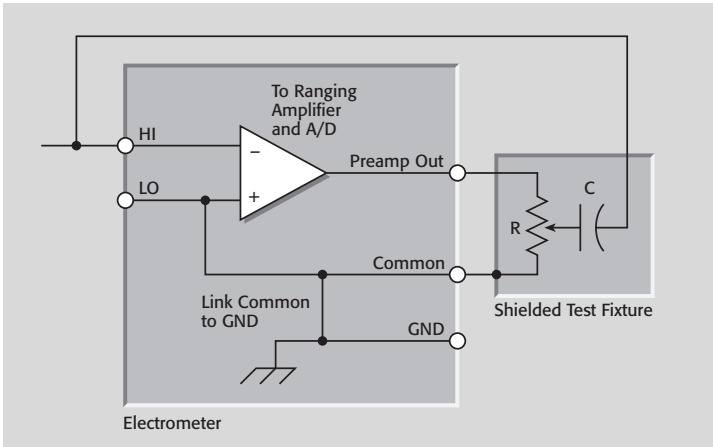 To Ranging
Amplifier
and A/D
HI
−
Preamp Out
LO
+
C
R
Common
Link Common
to GND
GND
Shielded Test Fixture
Electrometer